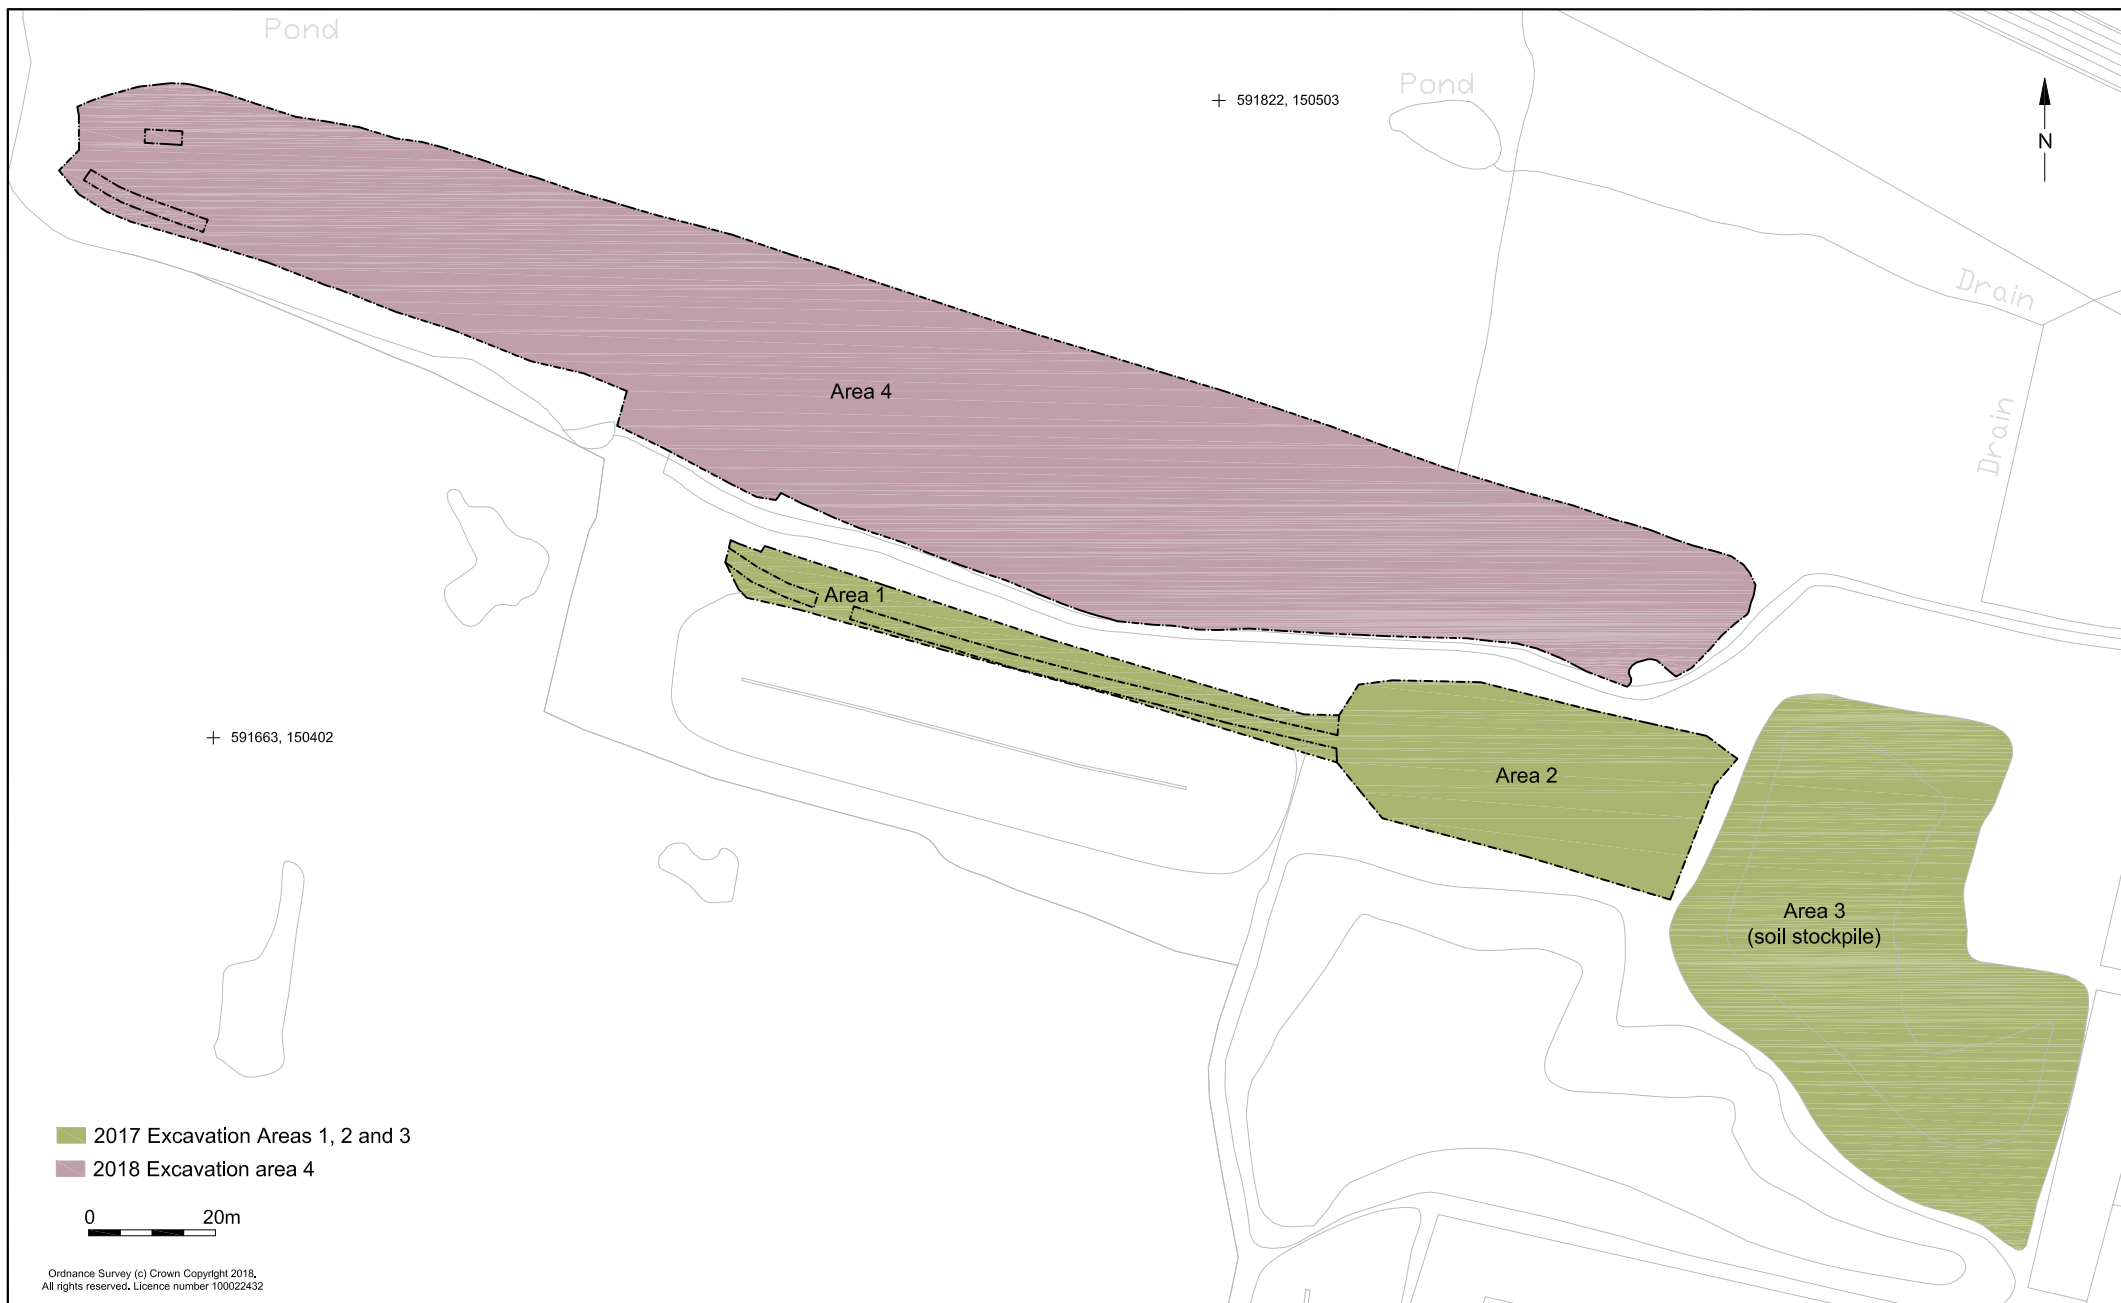 Pond
Pond
591822, 150503
N
Drain
Drain
Area 4
Area 1
591663, 150402
Area 2
Area 3
(soil stockpile)
2017 Excavation Areas 1, 2 and 3
2018 Excavation area 4
0 20m
Ordnance Survey (c) Crown Copyright 2018.
All rights reserved. Licence number 100022432